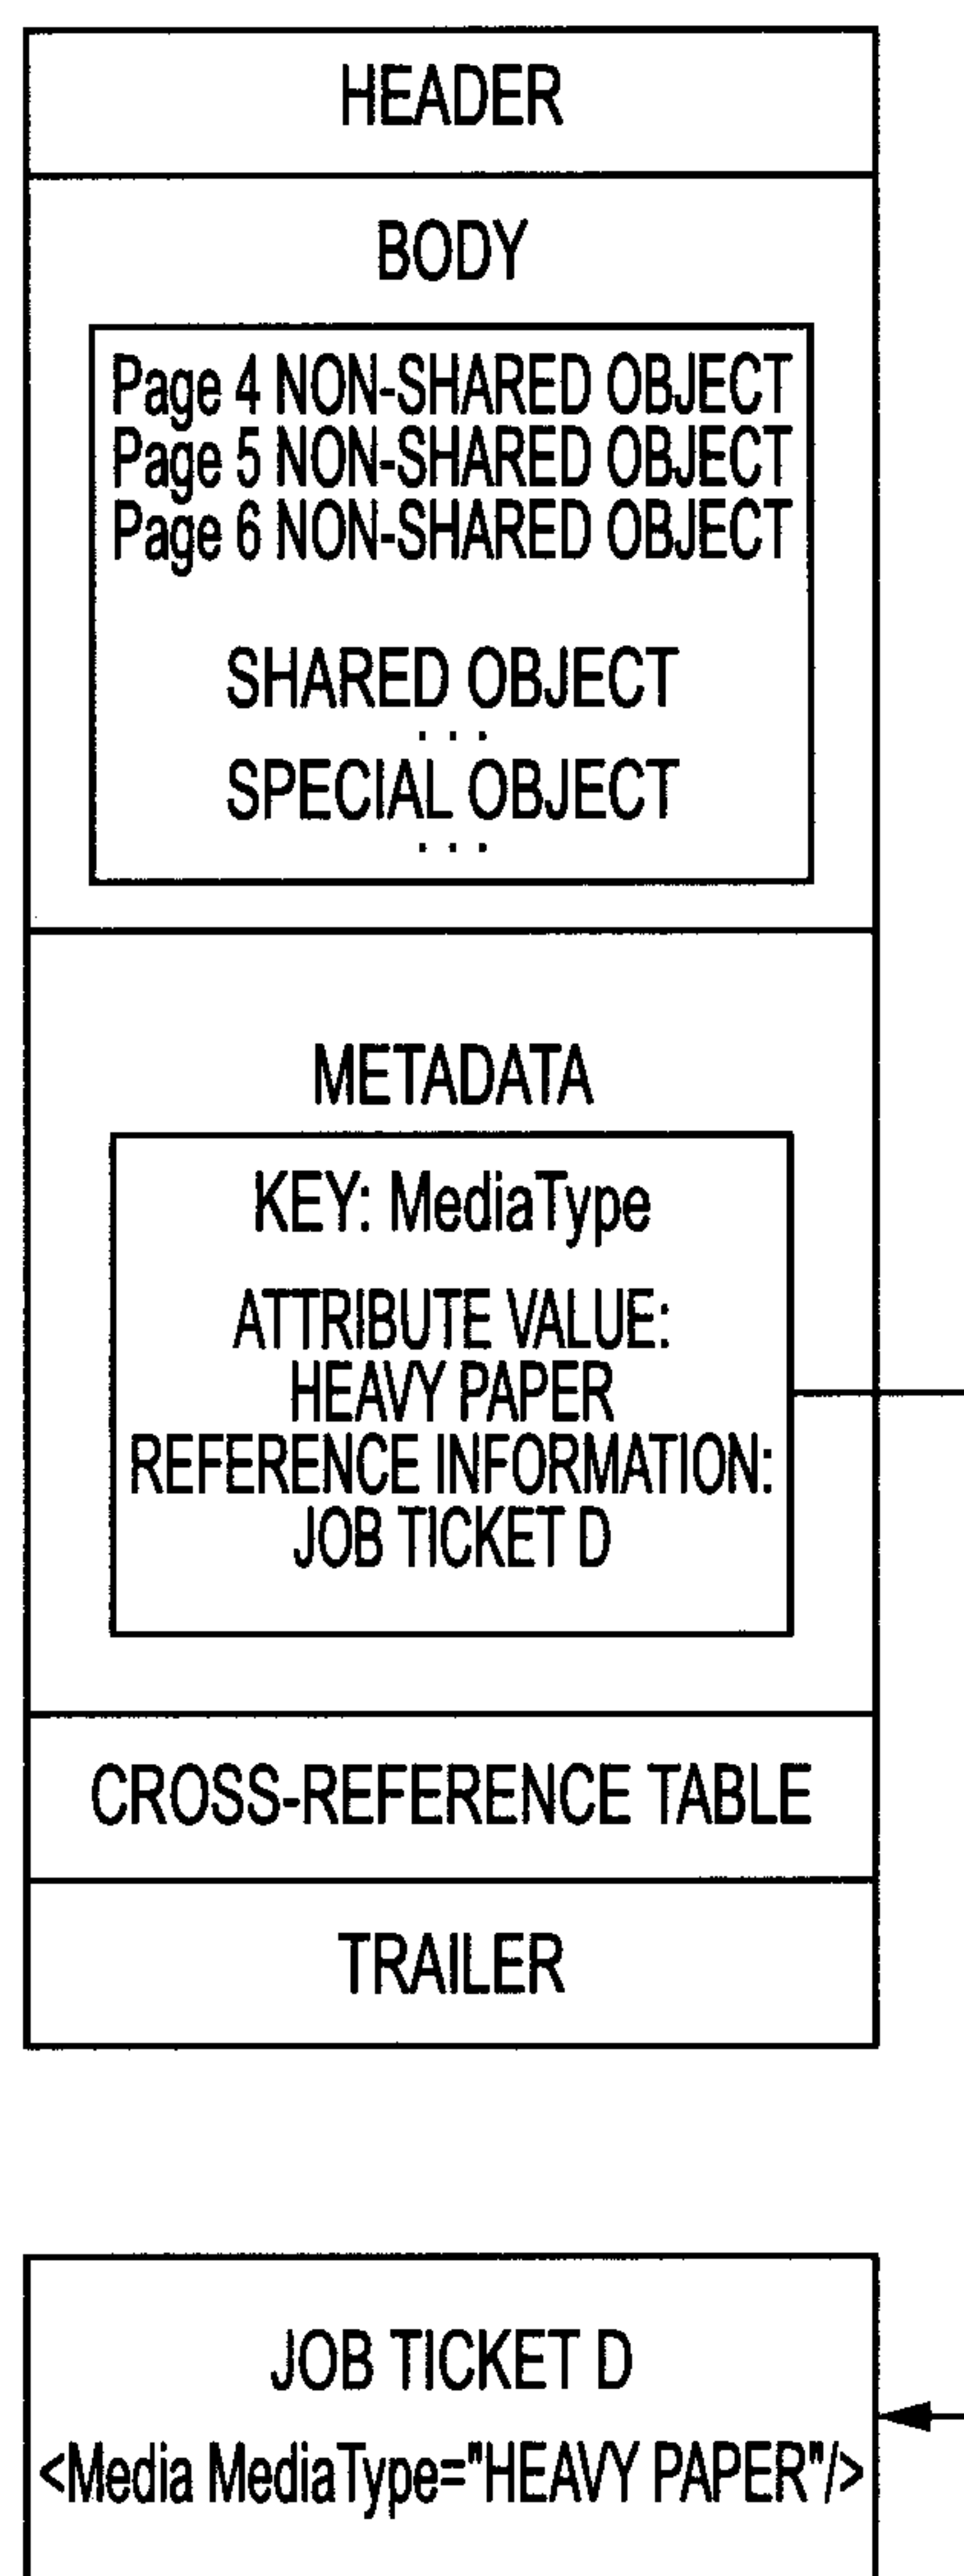 HEADER
BODY
Page 4 NON-SHARED OBJECT
Page 5 NON-SHARED OBJECT
Page 6 NON-SHARED OBJECT
SHARED OBJECT
. . .
SPECIAL OBJECT
. . .
METADATA
KEY: MediaType
ATTRIBUTE VALUE:
HEAVY PAPER
REFERENCE INFORMATION:
JOB TICKET D
CROSS-REFERENCE TABLE
TRAILER
JOB TICKET D
<Media MediaType="HEAVY PAPER"/>